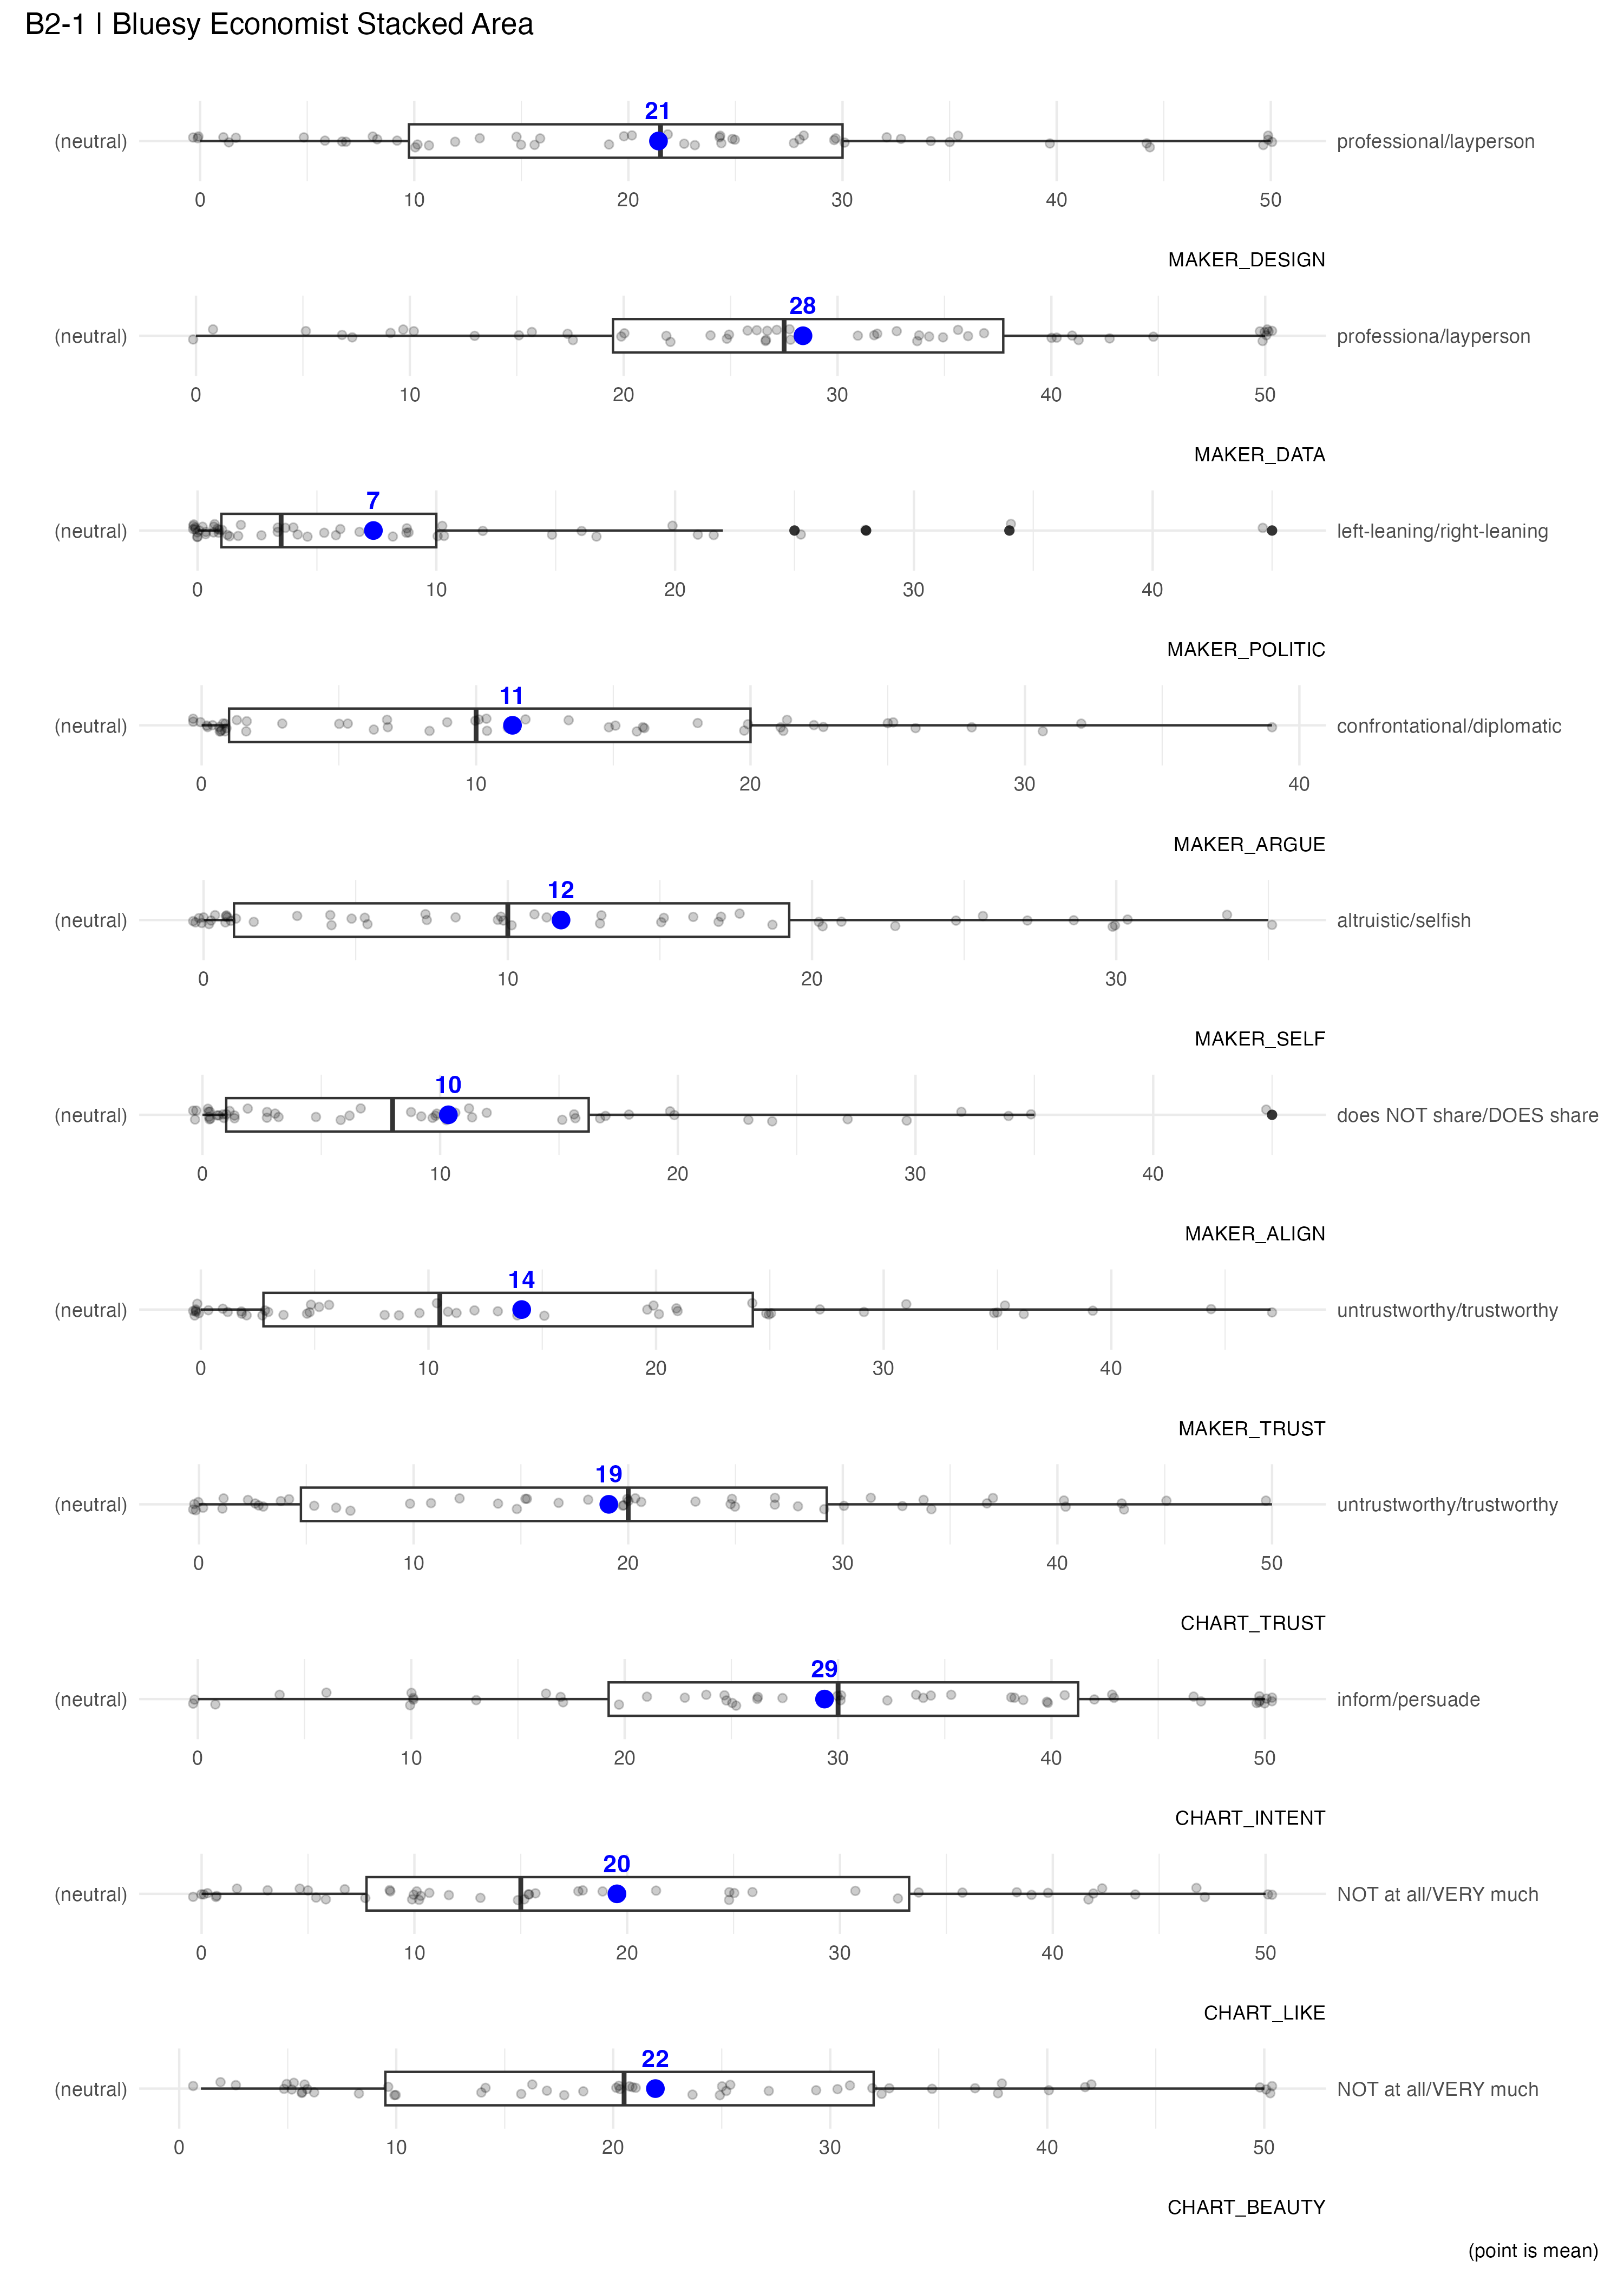 B2-1 | Bluesy Economist Stacked Area
21
(neutral) professional/layperson
0 10 20 30 40 50
MAKER_DESIGN
28
(neutral) professiona/layperson
0 10 20 30 40 50
MAKER_DATA
7
(neutral) left-leaning/right-leaning
0 10 20 30 40
MAKER_POLITIC
11
(neutral) confrontational/diplomatic
0 10 20 30 40
MAKER_ARGUE
12
(neutral) altruistic/selfish
0 10 20 30
MAKER_SELF
10
(neutral) does NOT share/DOES share
0 10 20 30 40
MAKER_ALIGN
14
(neutral) untrustworthy/trustworthy
0 10 20 30 40
MAKER_TRUST
19
(neutral) untrustworthy/trustworthy
0 10 20 30 40 50
CHART_TRUST
29
(neutral) inform/persuade
0 10 20 30 40 50
CHART_INTENT
20
(neutral) NOT at all/VERY much
0 10 20 30 40 50
CHART_LIKE
22
(neutral) NOT at all/VERY much
0 10 20 30 40 50
CHART_BEAUTY
(point is mean)